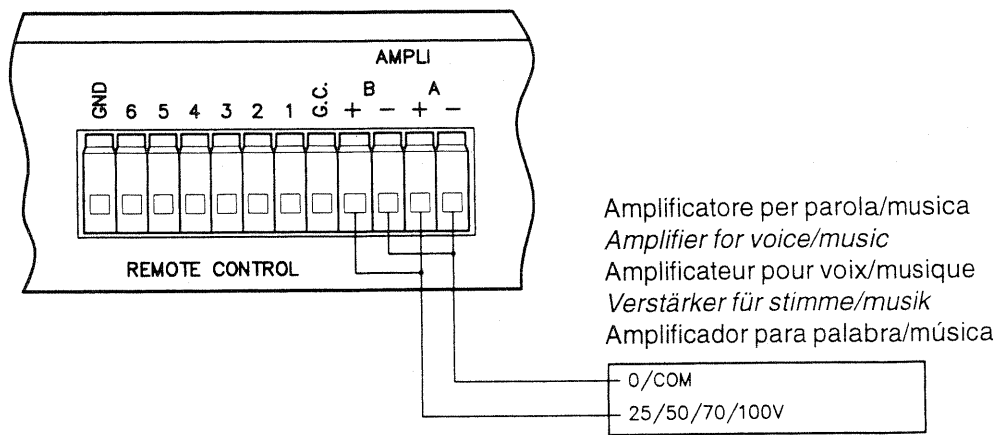 AMPLI
B A
GND 6 5 4 3 2 1 G.C. + − + −
REMOTE CONTROL
Amplificatore per parola/musica
Amplifier for voice/music
Amplificateur pour voix/musique
Verstärker für stimme/musik
Amplificador para palabra/música
0/COM
25/50/70/100V